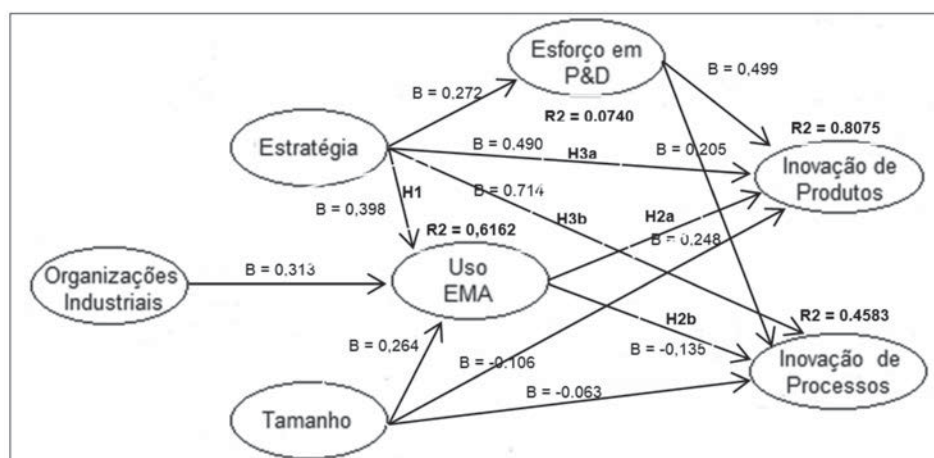 Esforço em
P&D
B = 0,499
B = 0,272
R2 = 0.0740
R2 = 0.8075
Estratégia
B = 0.490
H3a
B = 0.205
Inovação de
Produtos
H1
B = 0.714
B = 0,398
H3b
H2a
R2 = 0,6162
B = 0.248
Organizações
Industriais
B = 0,313
Uso
EMA
R2 = 0.4583
H2b
B = 0,264
B = -0.106
B = -0,135
Inovação de
Processos
B = -0.063
Tamanho